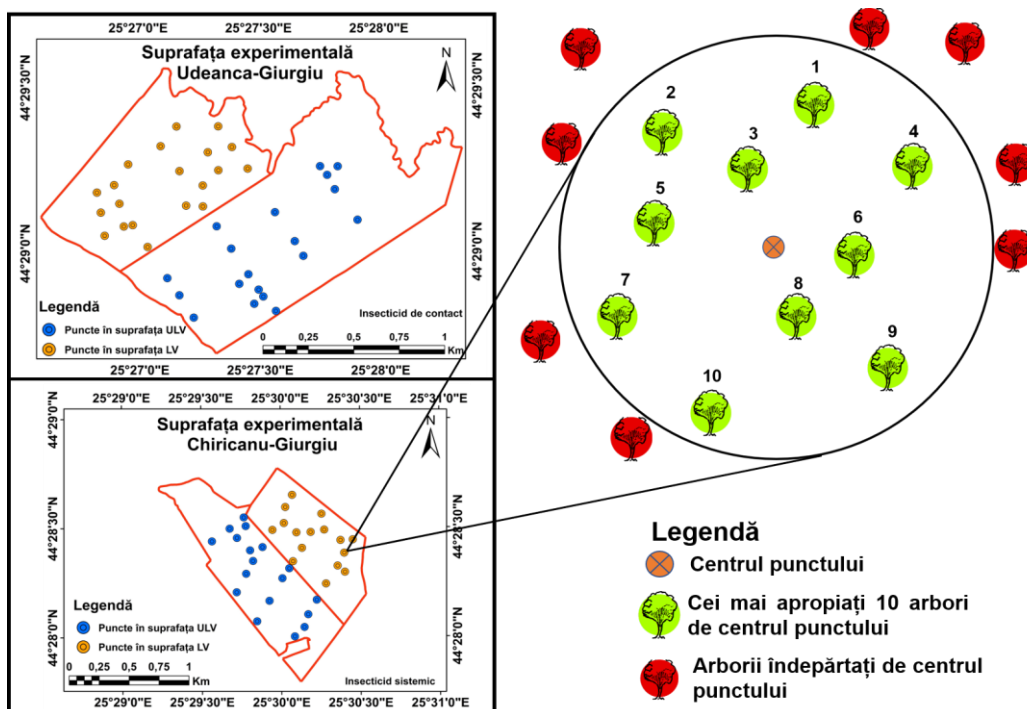 25°27'0"E 25°27'30"E 25°28'0"E
Suprafața experimentală
Udeanca-Giurgiu
N
44°29'30"N
44°29'0"N
44°29'30"N
44°29'0"N
Legendă
Puncte în suprafața ULV
Puncte în suprafața LV
Insecticid de contact
0 0,25 0,5 0,75 1
Km
25°27'0"E 25°27'30"E 25°28'0"E
25°29'0"E 25°29'30"E 25°30'0"E 25°30'30"E 25°31'0"E
Suprafața experimentală
Chiricanu-Giurgiu
N
44°29'0"N
44°28'30"N
44°28'0"N
44°29'0"N
44°28'30"N
44°28'0"N
Legendă
Puncte în suprafața ULV
Puncte în suprafața LV
0 0,25 0,5 0,75 1
Km
Insecticid sistemic
25°29'0"E 25°29'30"E 25°30'0"E 25°30'30"E 25°31'0"E
1
2
3
4
5
6
7
8
9
10
Legendă
Centrul punctului
Cei mai apropiați 10 arbori
de centrul punctului
Arborii îndepărtați de centrul
punctului